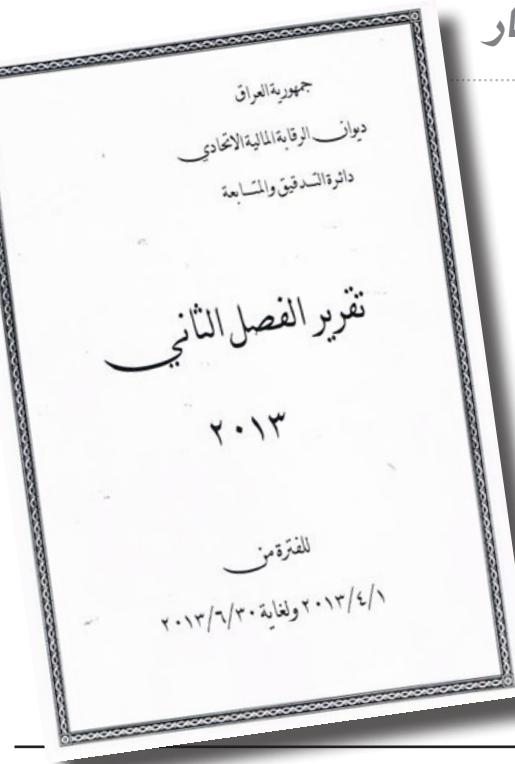 جمهورية العراق
ديوان الرقابة المالية الاتحادي
دائرة التدقيق والمتابعة
تقرير الفصل الثاني
٢٠١٣
للفترة من
٢٠١٣/٤/١ ولغاية ٢٠١٣/٦/٣٠